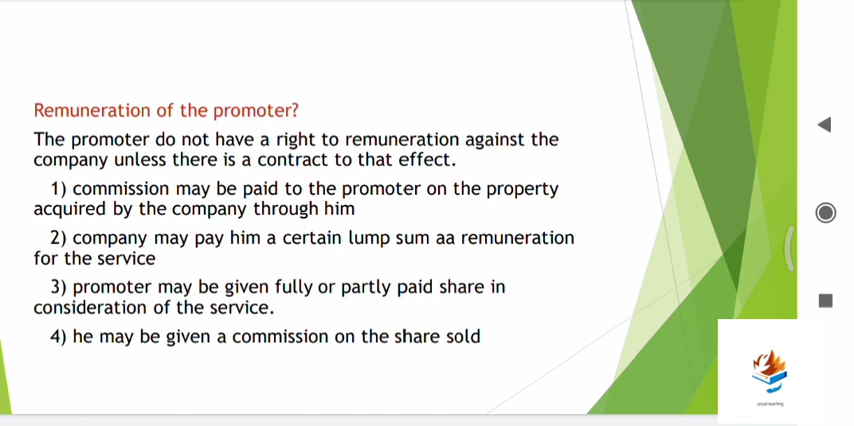 Remuneration of the promoter?
The promoter do not have a right to remuneration against the
company unless there is a contract to that effect.
1) commission may be paid to the promoter on the property
acquired by the company through him
2) company may pay him a certain lump sum aa remuneration
for the service
3) promoter may be given fully or partly paid share in
consideration of the service.
4) he may be given a commission on the share sold